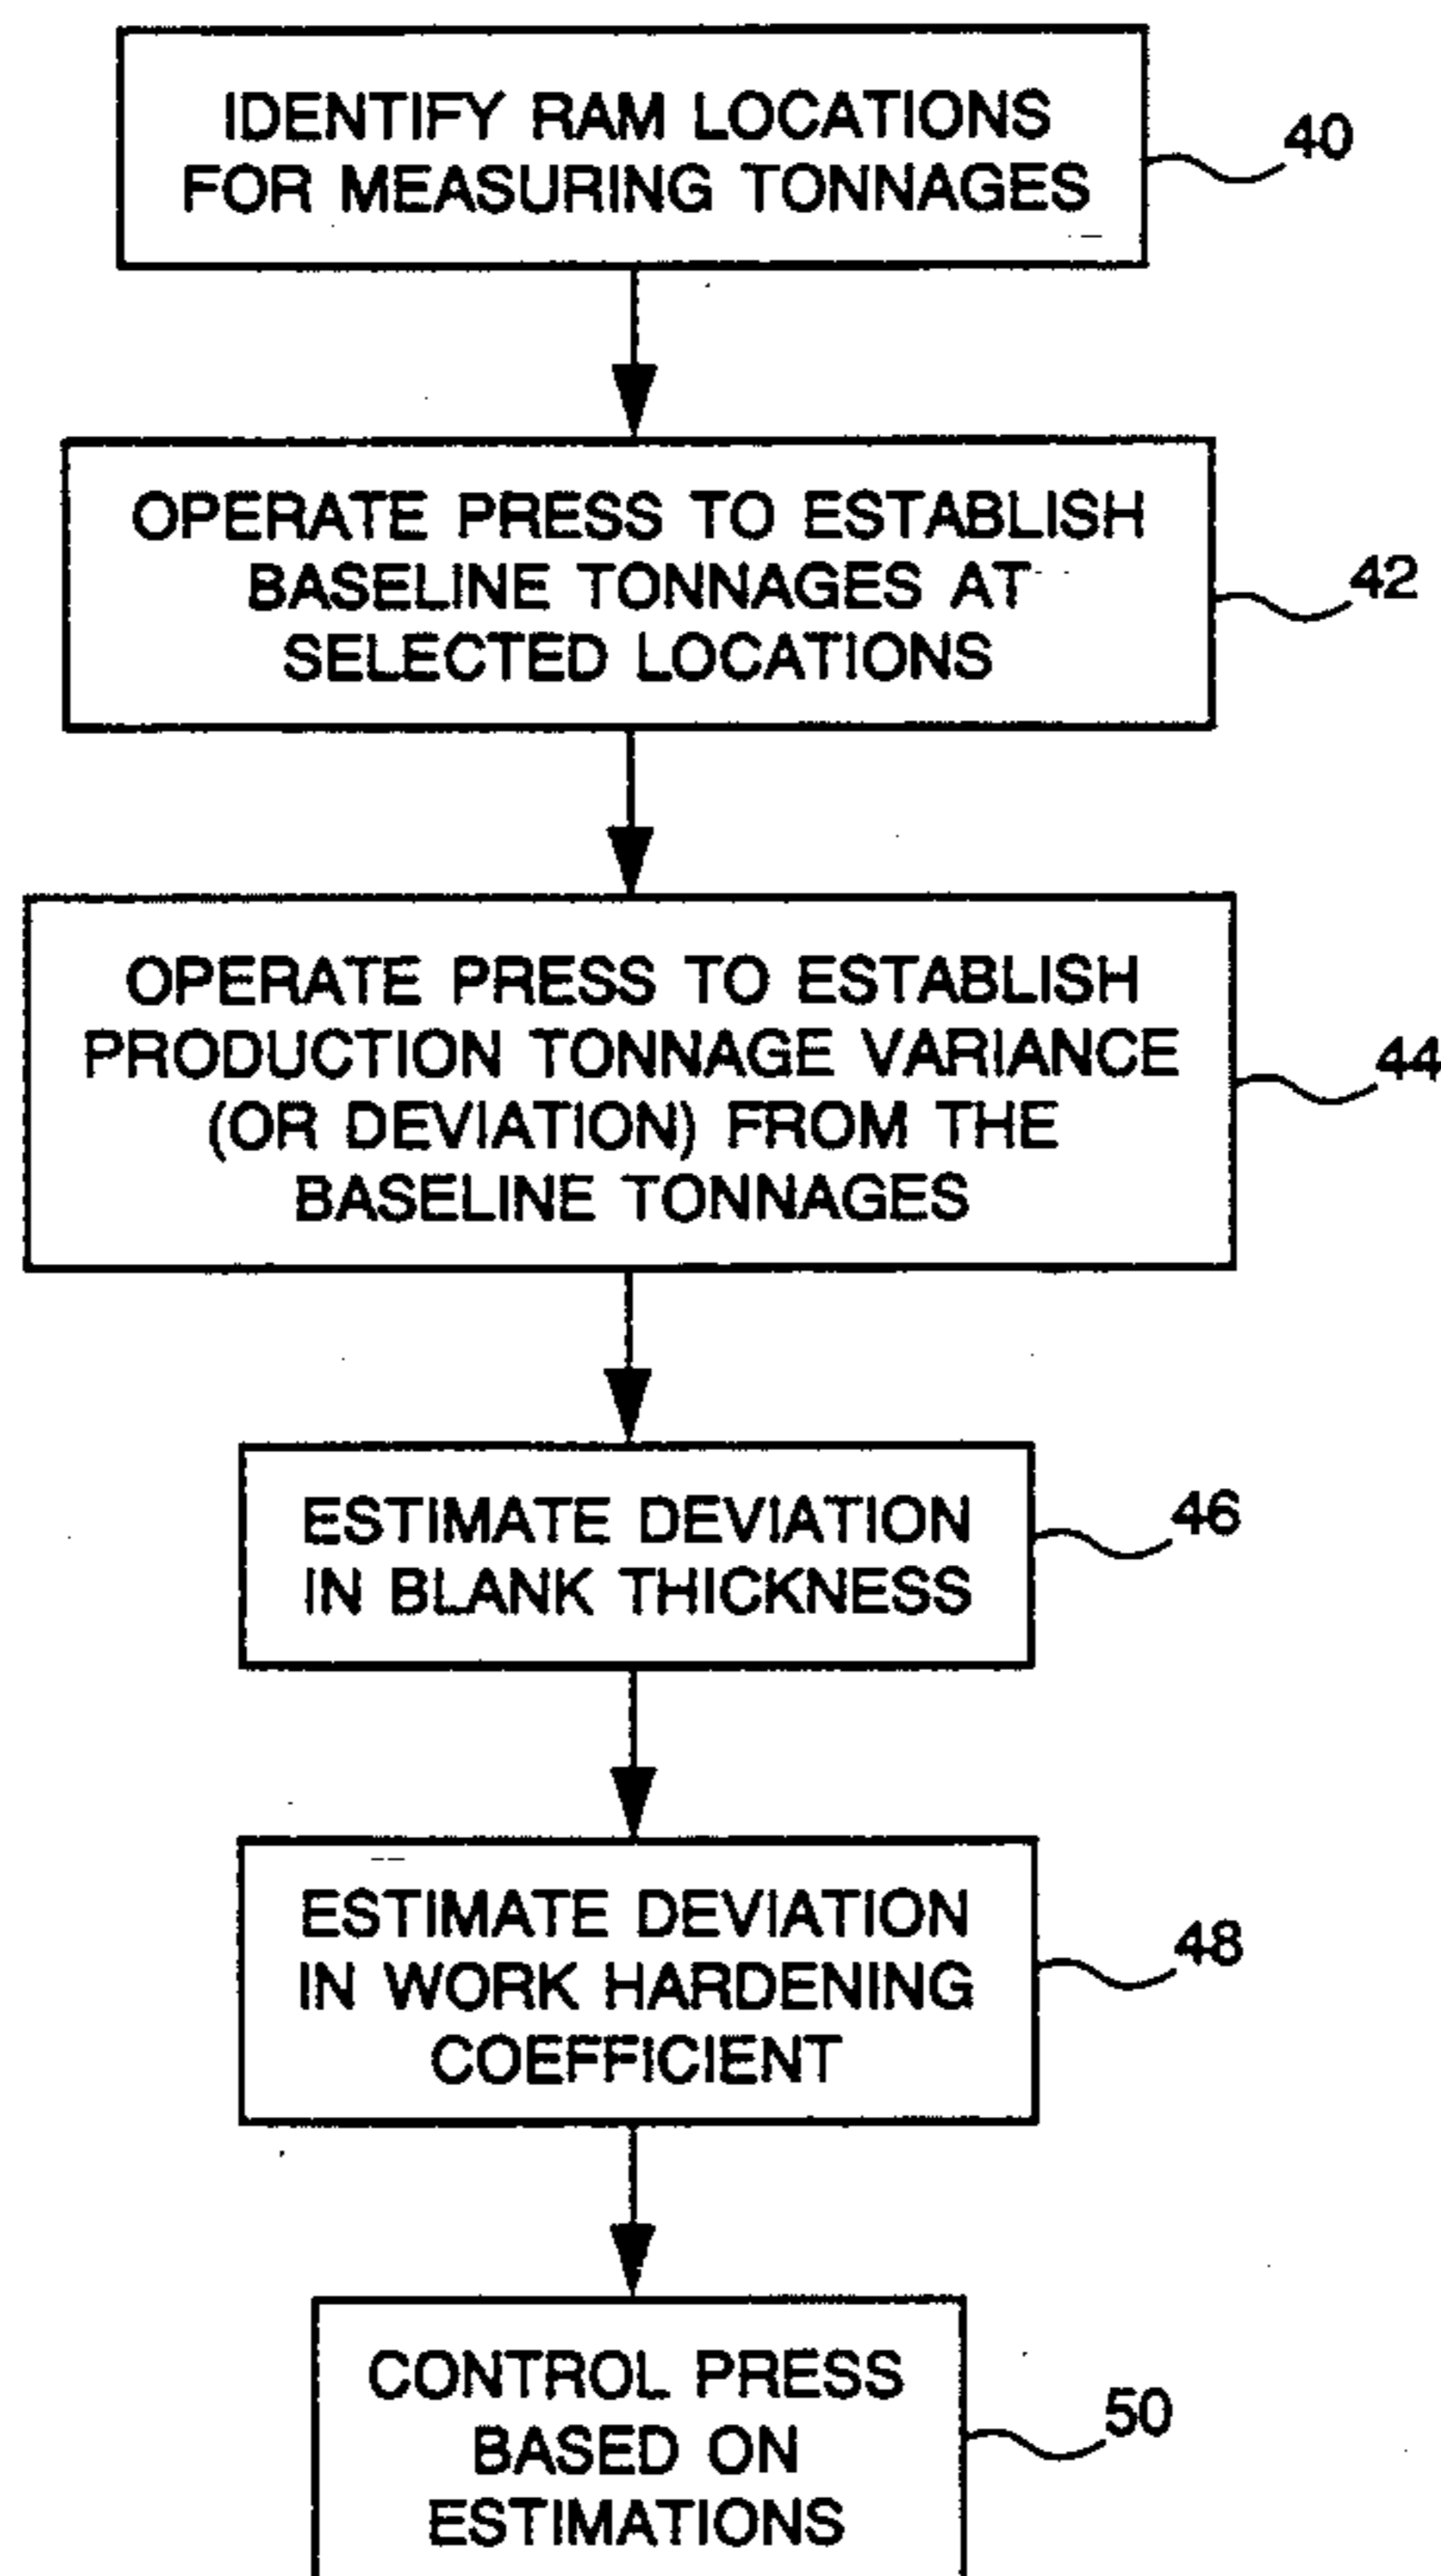 IDENTIFY RAM LOCATIONS
FOR MEASURING TONNAGES
40
OPERATE PRESS TO ESTABLISH
BASELINE TONNAGES AT
SELECTED LOCATIONS
42
OPERATE PRESS TO ESTABLISH
PRODUCTION TONNAGE VARIANCE
(OR DEVIATION) FROM THE
BASELINE TONNAGES
44
ESTIMATE DEVIATION
IN BLANK THICKNESS
46
ESTIMATE DEVIATION
IN WORK HARDENING
COEFFICIENT
48
CONTROL PRESS
BASED ON
ESTIMATIONS
50